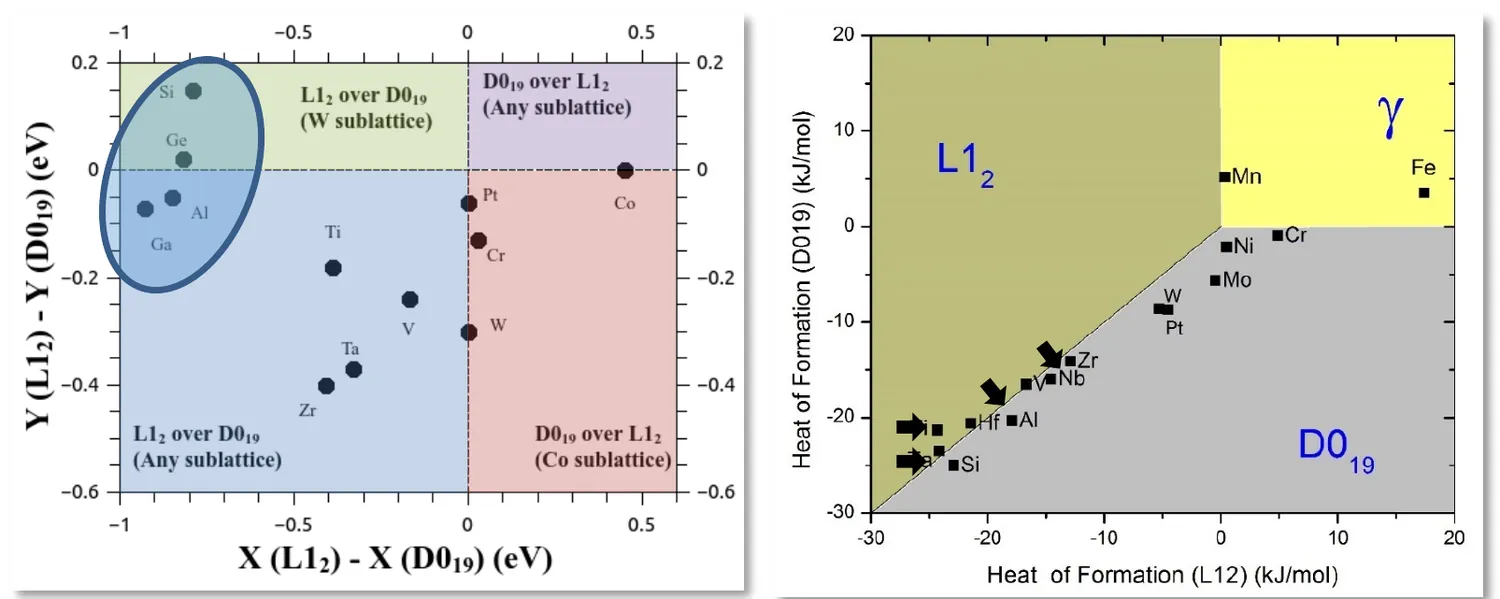 −1 −0.5 0 0.5
0.2 0.2
Si
L1₂ over D0₁₉
(W sublattice)
D0₁₉ over L1₂
(Any sublattice)
Ge
0 0
Al
Ga
Pt
Co
Cr
Ti
−0.2 −0.2
V
W
Ta
Zr
−0.4 −0.4
L1₂ over D0₁₉
(Any sublattice)
D0₁₉ over L1₂
(Co sublattice)
−0.6 −0.6
−1 −0.5 0 0.5
X (L1₂) - X (D0₁₉) (eV)
Y (L1₂) - Y (D0₁₉) (eV)
20
10
0
-10
-20
-30
L1₂
γ
Mn
Fe
Ni
Cr
Mo
W
Pt
Zr
V
Nb
Hf
Al
Si
D0₁₉
-30 -20 -10 0 10 20
Heat of Formation (L12) (kJ/mol)
Heat of Formation (D019) (kJ/mol)